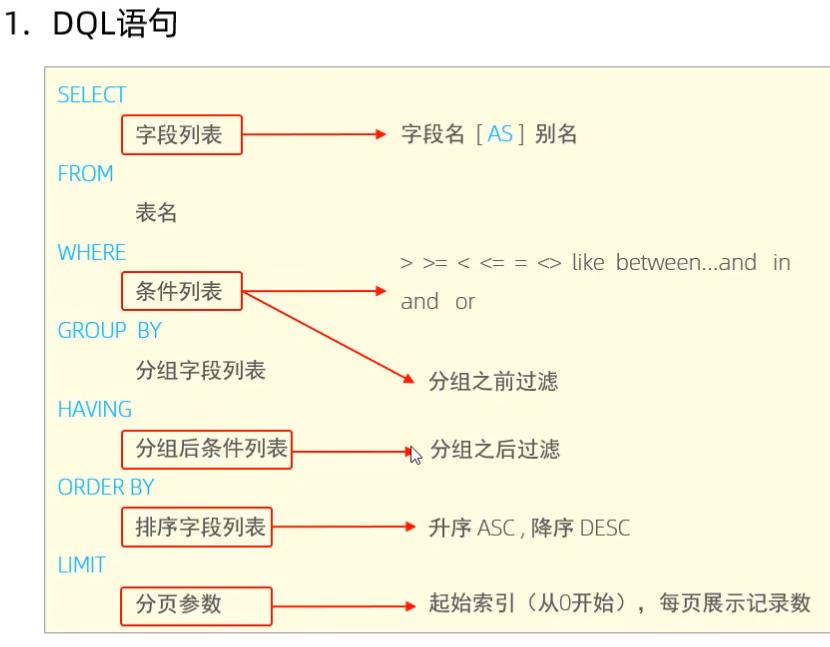 1. DQL语句
SELECT
字段列表 字段名 [ AS ] 别名
FROM
表名
WHERE
> >= < <= = <> like between...and in
条件列表
and or
GROUP BY
分组字段列表
分组之前过滤
HAVING
分组后条件列表 分组之后过滤
ORDER BY
排序字段列表 升序 ASC , 降序 DESC
LIMIT
分页参数 起始索引（从0开始），每页展示记录数